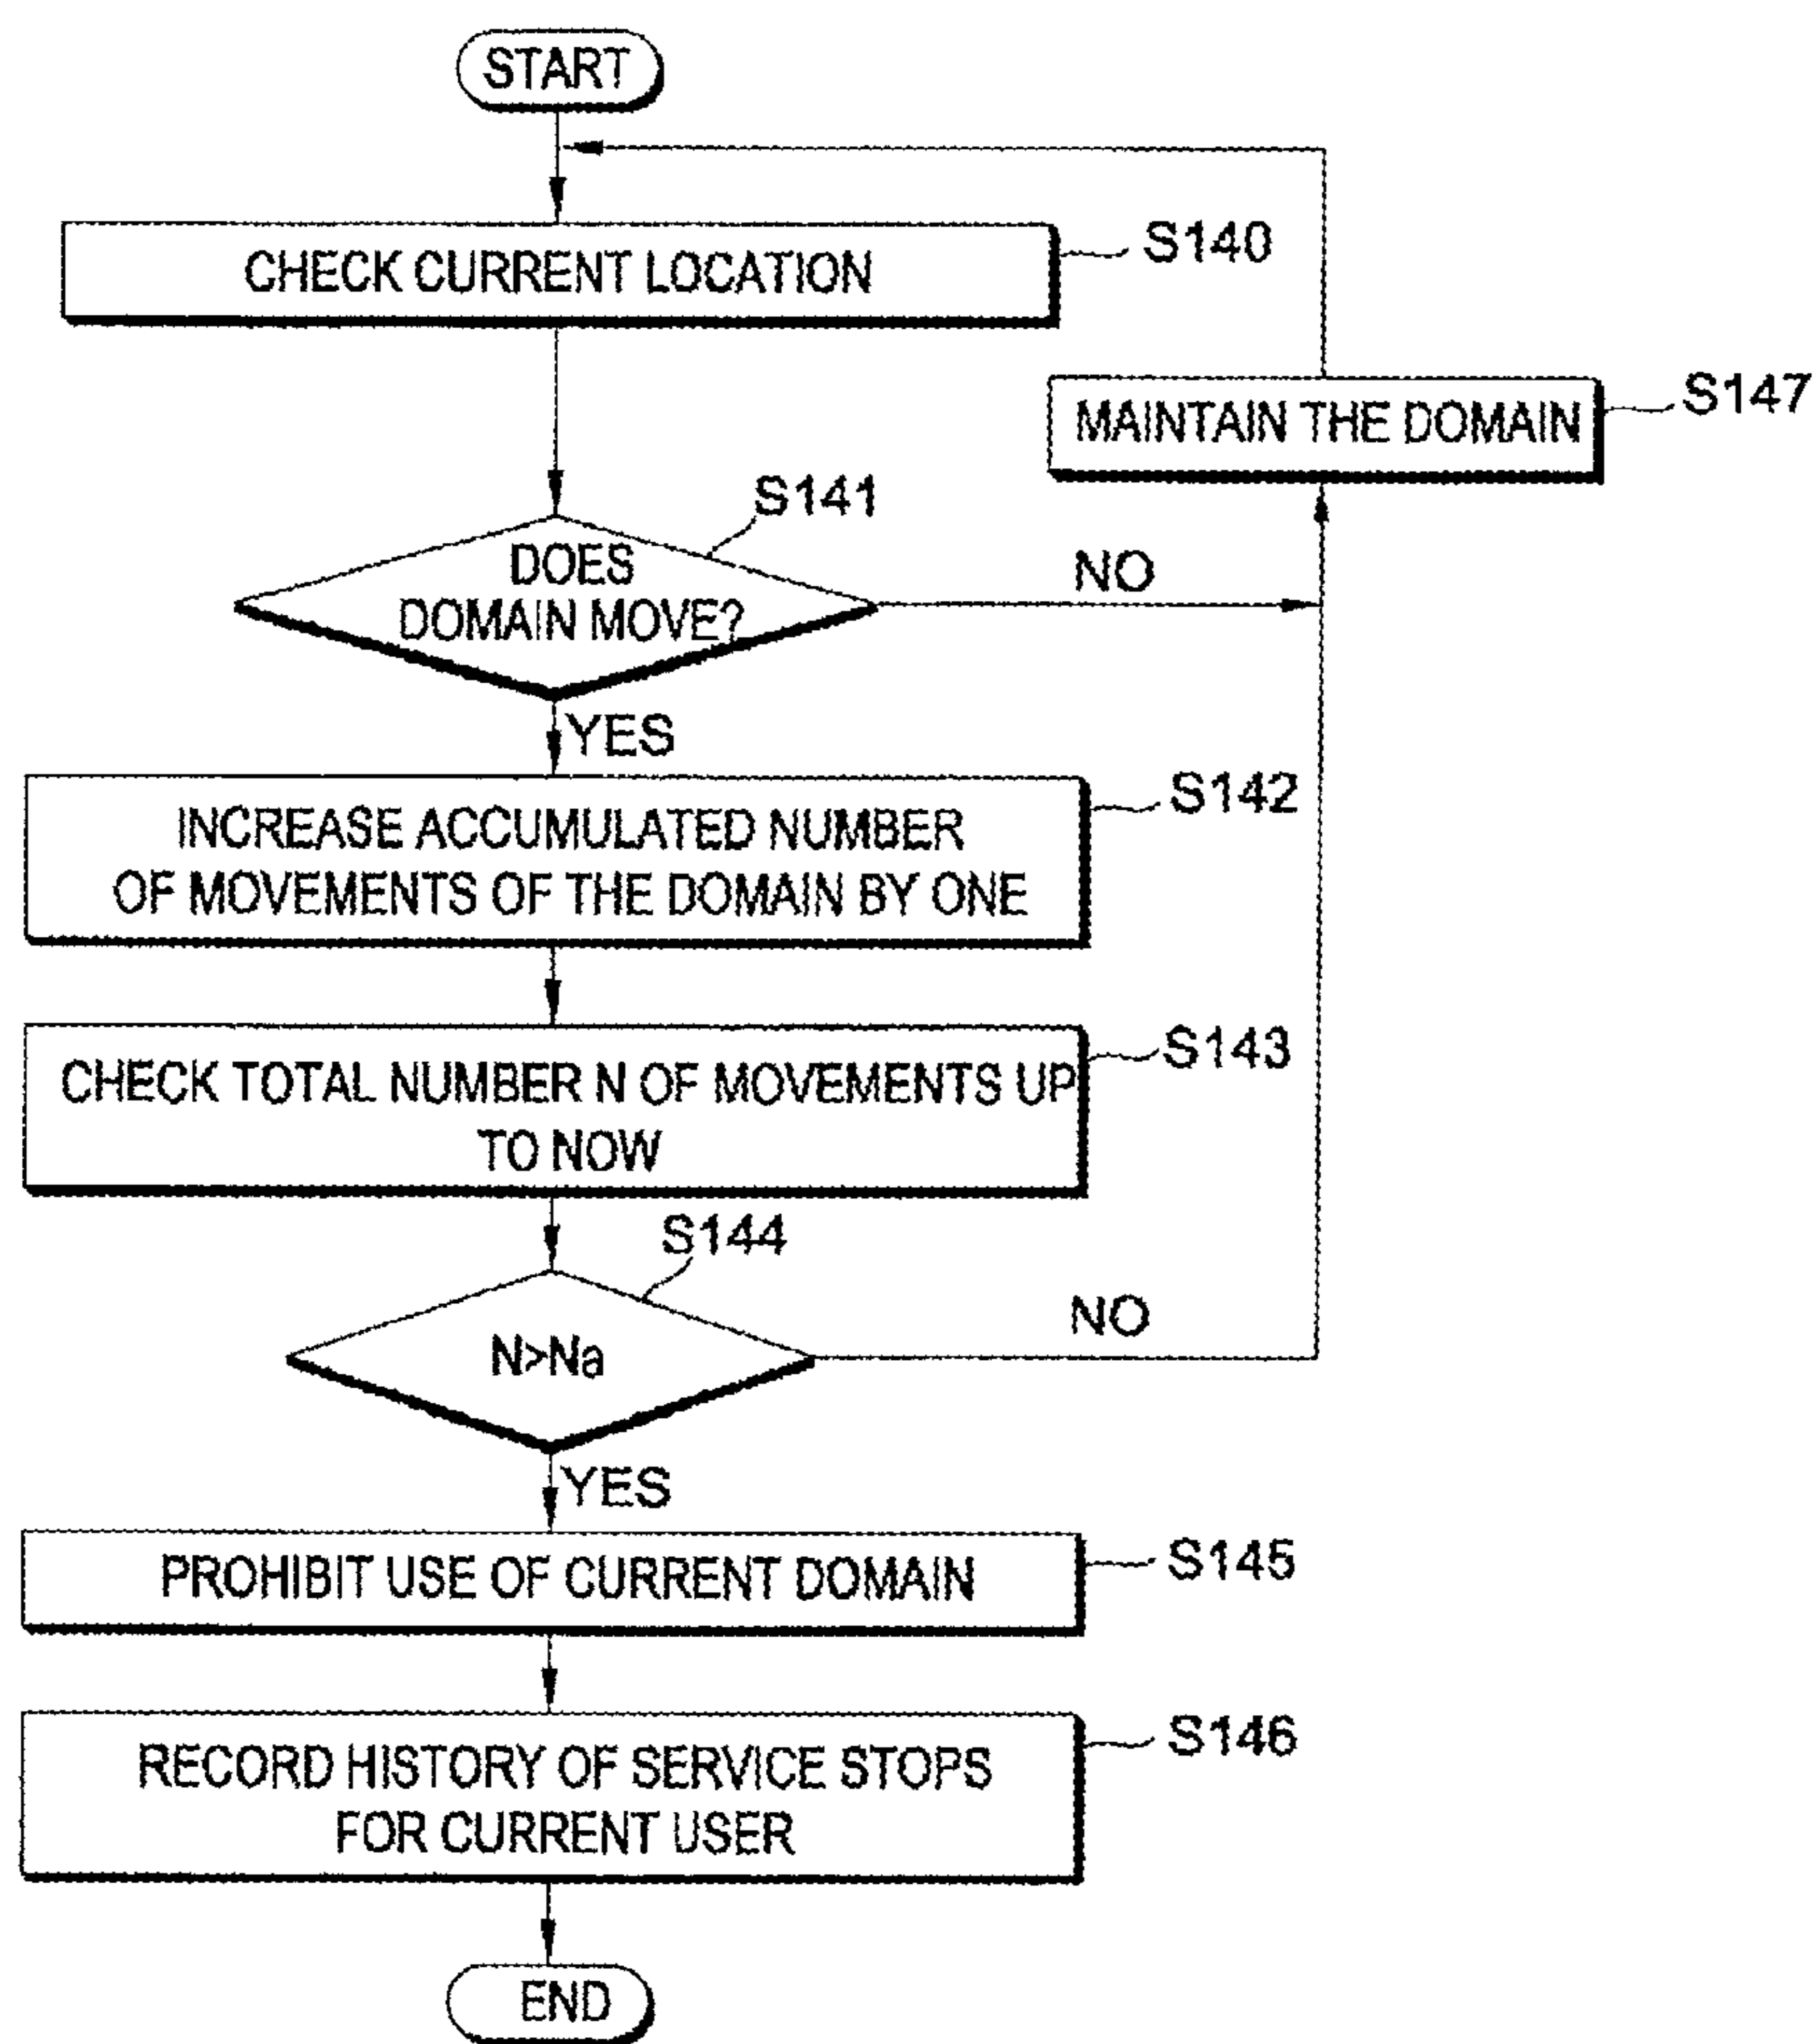 START
CHECK CURRENT LOCATION
S140
MAINTAIN THE DOMAIN
S147
S141
DOES
DOMAIN MOVE?
NO
YES
INCREASE ACCUMULATED NUMBER
OF MOVEMENTS OF THE DOMAIN BY ONE
S142
CHECK TOTAL NUMBER N OF MOVEMENTS UP
TO NOW
S143
S144
N>Na
NO
YES
PROHIBIT USE OF CURRENT DOMAIN
S145
RECORD HISTORY OF SERVICE STOPS
FOR CURRENT USER
S146
END